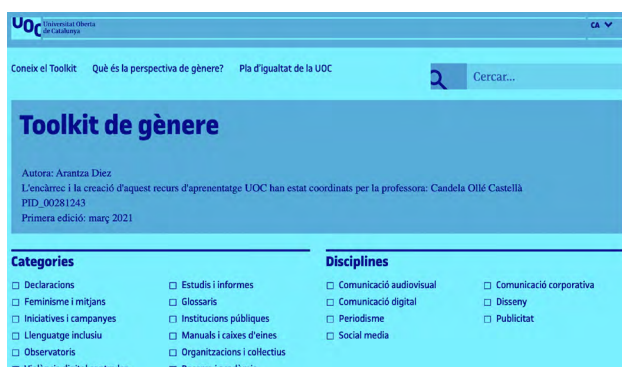 UOC Universitat Oberta
de Catalunya
CA
Coneix el Toolkit Què és la perspectiva de gènere? Pla d'igualtat de la UOC
Cercar...
Toolkit de gènere
Autora: Arantza Diez
L'encàrrec i la creació d'aquest recurs d'aprenentatge UOC han estat coordinats per la professora: Candela Ollé Castellà
PID_00281243
Primera edició: març 2021
Categories
Declaracions
Feminisme i mitjans
Iniciatives i campanyes
Llenguatge inclusiu
Observatoris
Estudis i informes
Glossaris
Institucions públiques
Manuals i caixes d'eines
Organitzacions i col·lectius
Disciplines
Comunicació audiovisual
Comunicació digital
Periodisme
Social media
Comunicació corporativa
Disseny
Publicitat